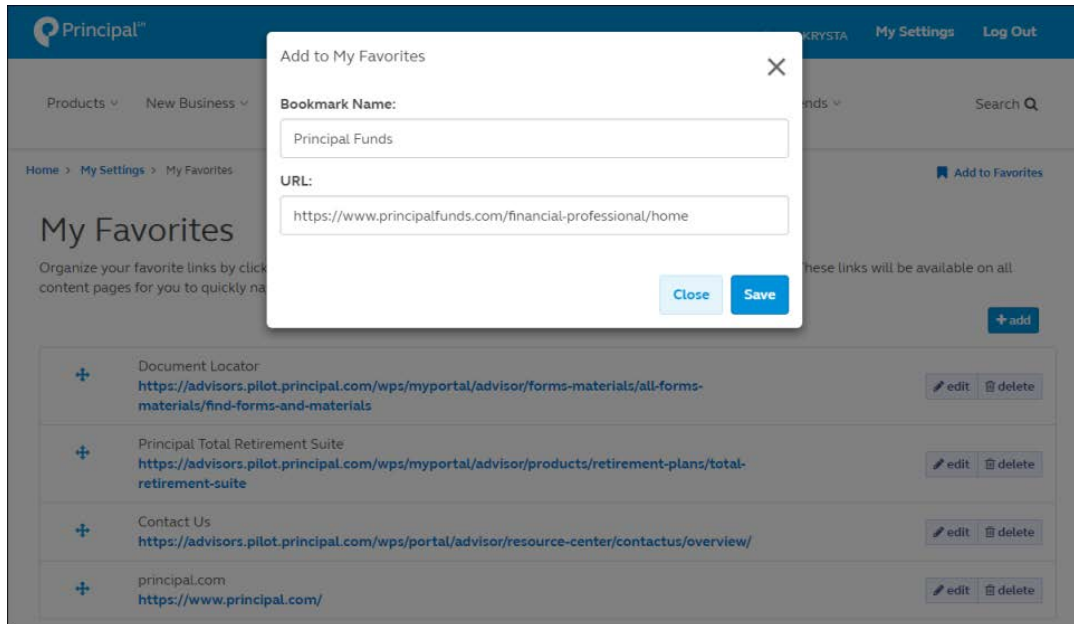 Principal℠
KRYSTA My Settings Log Out
Products New Business
nds Search
Home > My Settings > My Favorites
Add to Favorites
My Favorites
Organize your favorite links by click
hese links will be available on all
content pages for you to quickly na
+ add
Add to My Favorites
Bookmark Name:
Principal Funds
URL:
https://www.principalfunds.com/financial-professional/home
Close Save
Document Locator
https://advisors.pilot.principal.com/wps/myportal/advisor/forms-materials/all-forms-
materials/find-forms-and-materials
edit delete
Principal Total Retirement Suite
https://advisors.pilot.principal.com/wps/myportal/advisor/products/retirement-plans/total-
retirement-suite
edit delete
Contact Us
https://advisors.pilot.principal.com/wps/portal/advisor/resource-center/contactus/overview/
edit delete
principal.com
https://www.principal.com/
edit delete